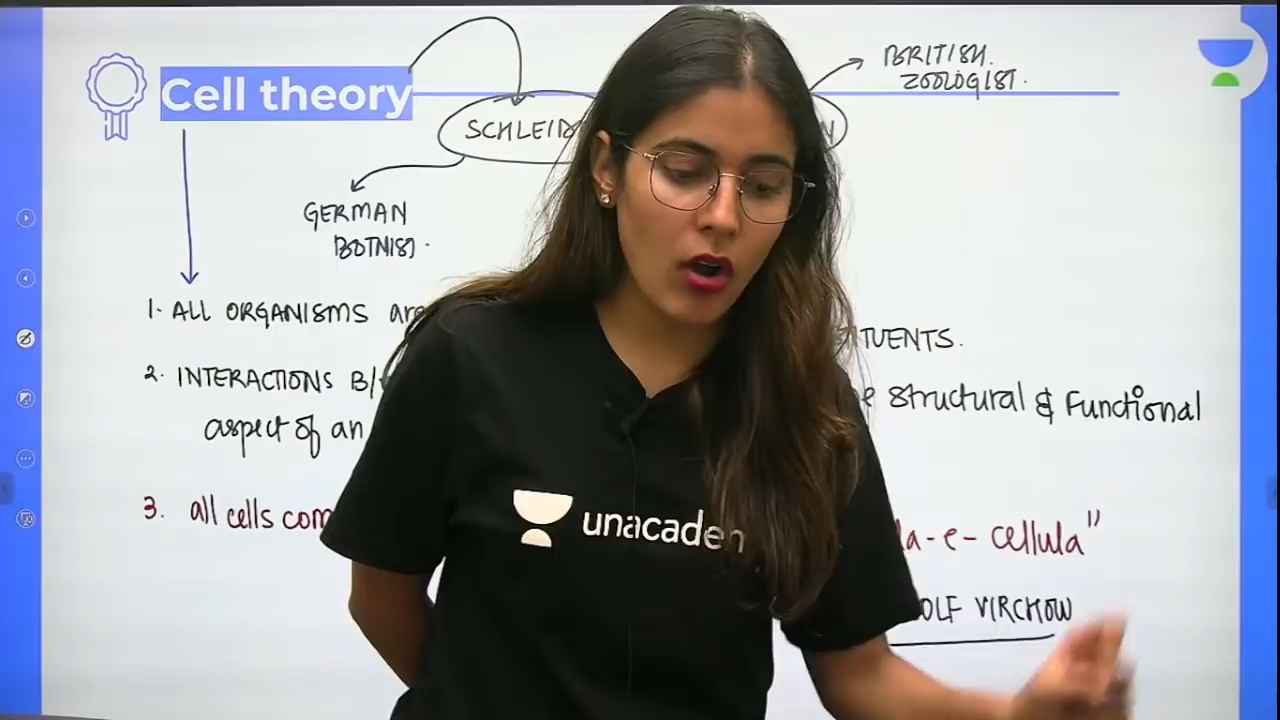 Cell theory
SCHLEID
BRITISH.
ZOOLOGIST.
GERMAN
BOTNIST.
1. ALL ORGANISMS are
TUENTS.
2. INTERACTIONS B/
structural & Functional
aspect of an
3. all cells com
la-e-cellula"
OLF VIRCHOW
unacadem